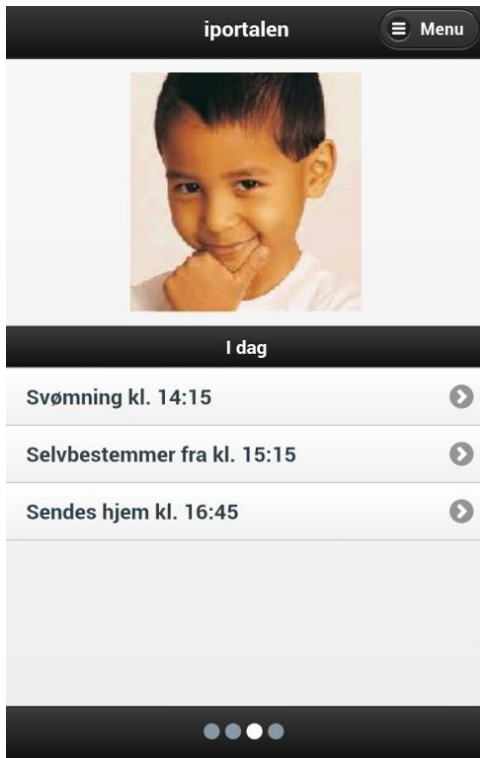 iportalen
Menu
I dag
Svømning kl. 14:15
Selvbestemmer fra kl. 15:15
Sendes hjem kl. 16:45